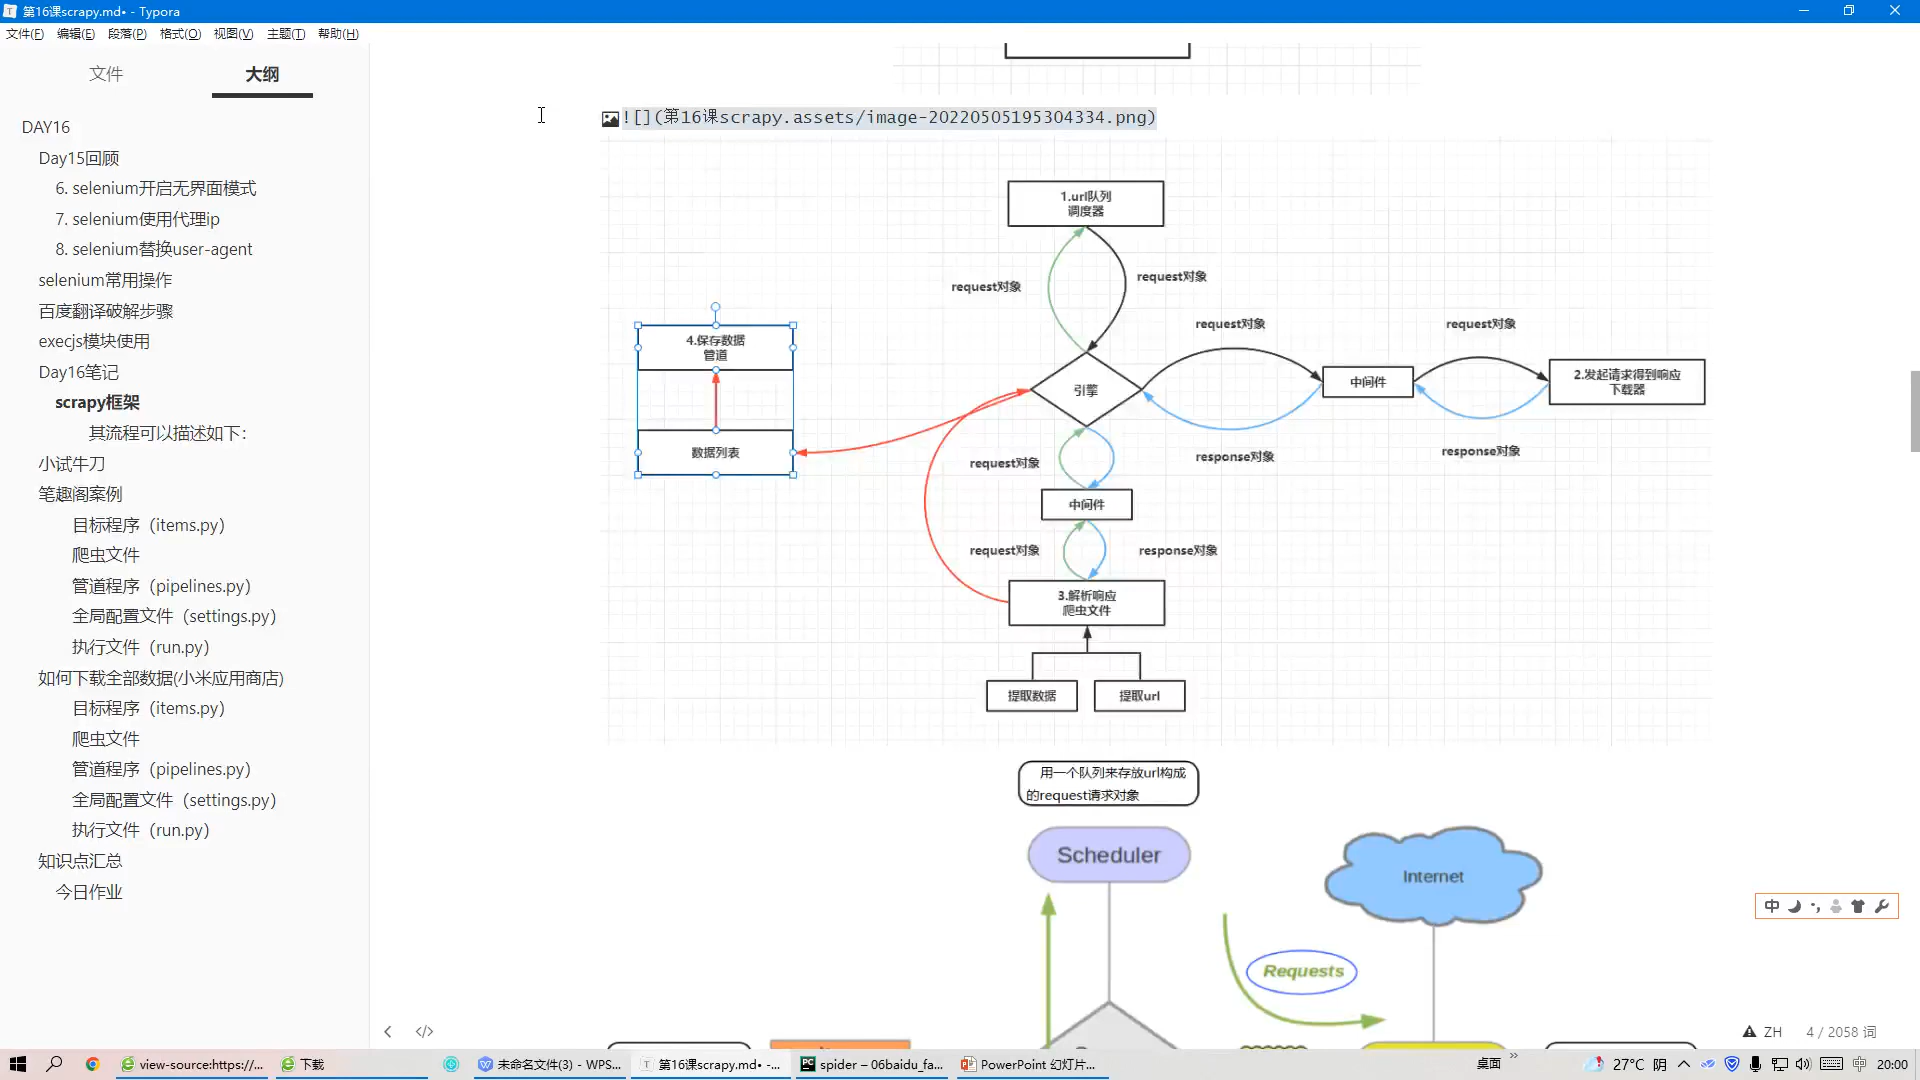 第16课scrapy.md• - Typora
文件(F) 编辑(E) 段落(P) 格式(O) 视图(V) 主题(T) 帮助(H)
文件 大纲
DAY16
Day15回顾
6. selenium开启无界面模式
7. selenium使用代理ip
8. selenium替换user-agent
selenium常用操作
百度翻译破解步骤
execjs模块使用
Day16笔记
scrapy框架
其流程可以描述如下：
小试牛刀
笔趣阁案例
目标程序（items.py）
爬虫文件
管道程序（pipelines.py）
全局配置文件（settings.py）
执行文件（run.py）
如何下载全部数据(小米应用商店)
目标程序（items.py）
爬虫文件
管道程序（pipelines.py）
全局配置文件（settings.py）
执行文件（run.py）
知识点汇总
今日作业
![](第16课scrapy.assets/image-20220505195304334.png)
1.url队列
调度器
request对象
request对象
request对象
request对象
4.保存数据
管道
引擎
中间件
2.发起请求得到响应
下载器
数据列表
request对象
response对象
response对象
中间件
request对象
response对象
3.解析响应
爬虫文件
提取数据
提取url
用一个队列来存放url构成
的request请求对象
Scheduler
Internet
Requests
中
</>
ZH 4 / 2058 词
view-source:https://...
下载
未命名文件(3) - WPS...
第16课scrapy.md• -...
spider – 06baidu_fa...
PowerPoint 幻灯片...
桌面
27°C 阴
中
20:00